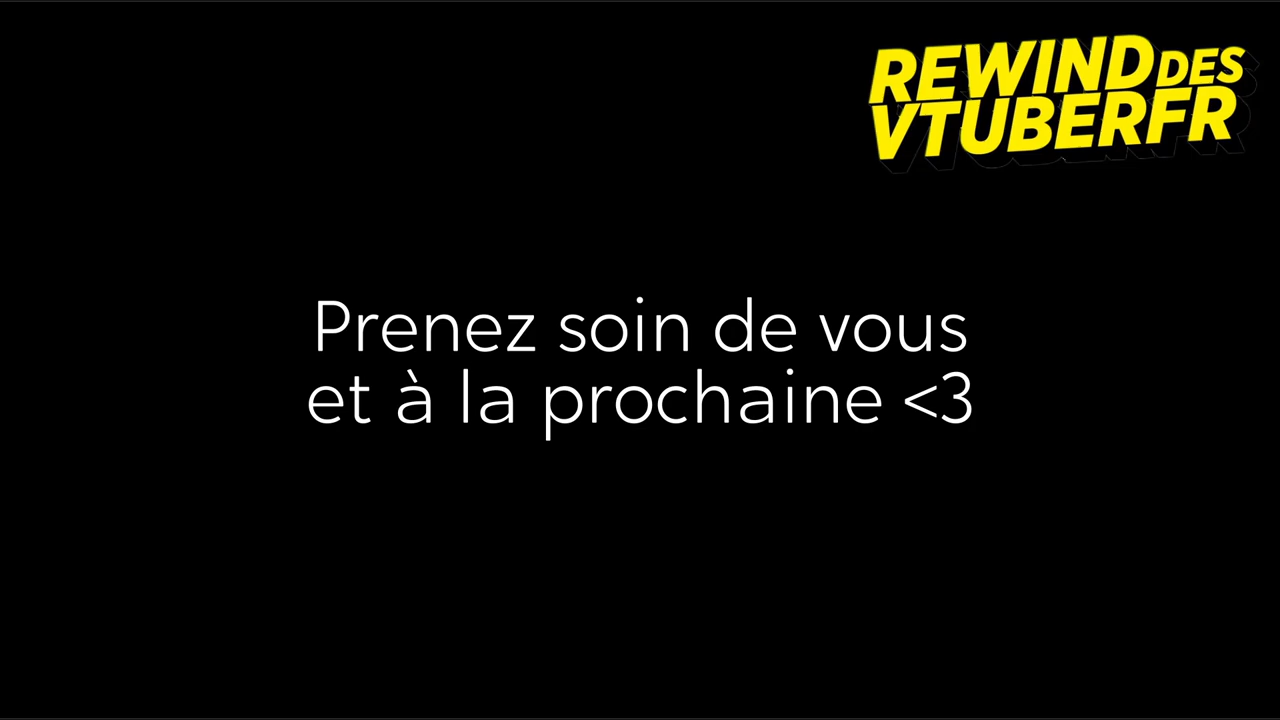 REWIND DES
VTUBERFR
Prenez soin de vous
et à la prochaine <3